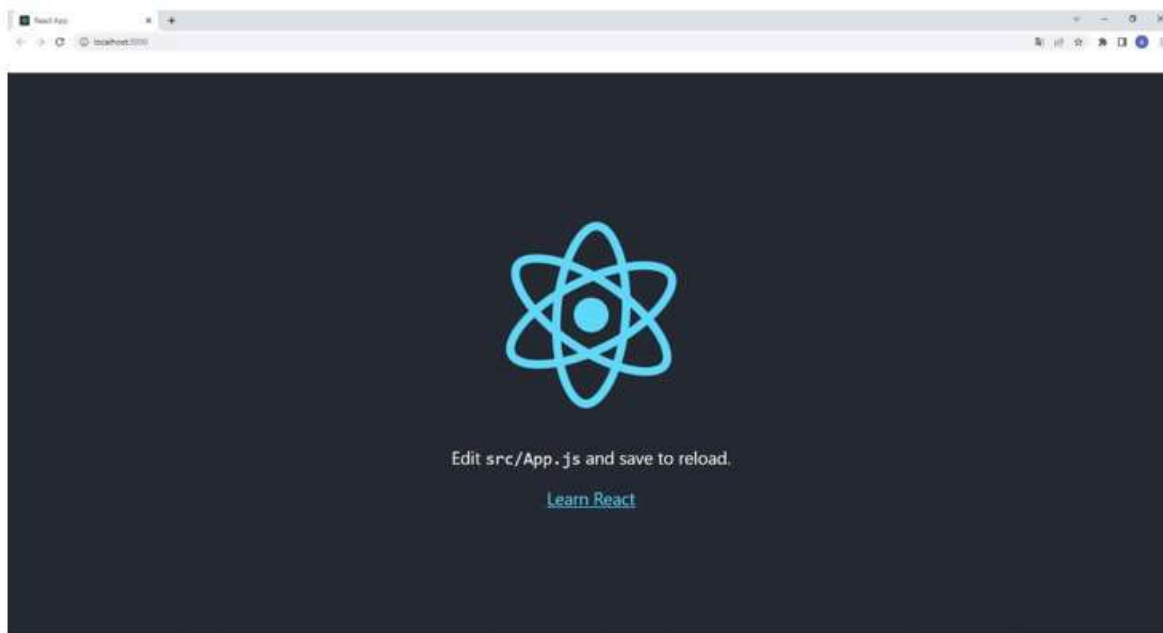 React App
localhost:3000
Edit src/App.js and save to reload.
Learn React